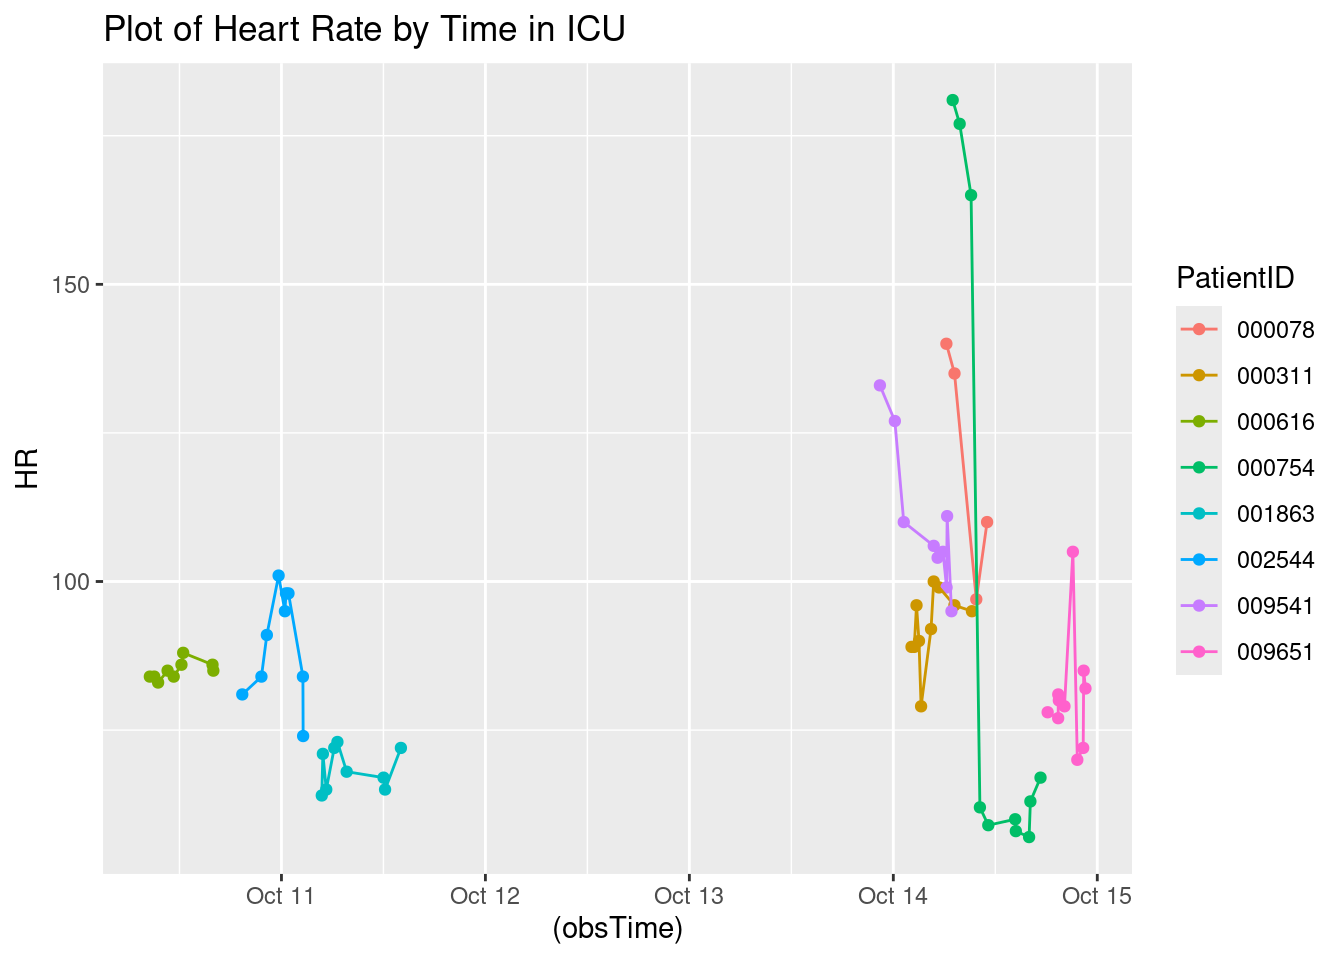 Plot of Heart Rate by Time in ICU
HR
150
100
Oct 11
Oct 12
Oct 13
Oct 14
Oct 15
(obsTime)
PatientID
000078
000311
000616
000754
001863
002544
009541
009651